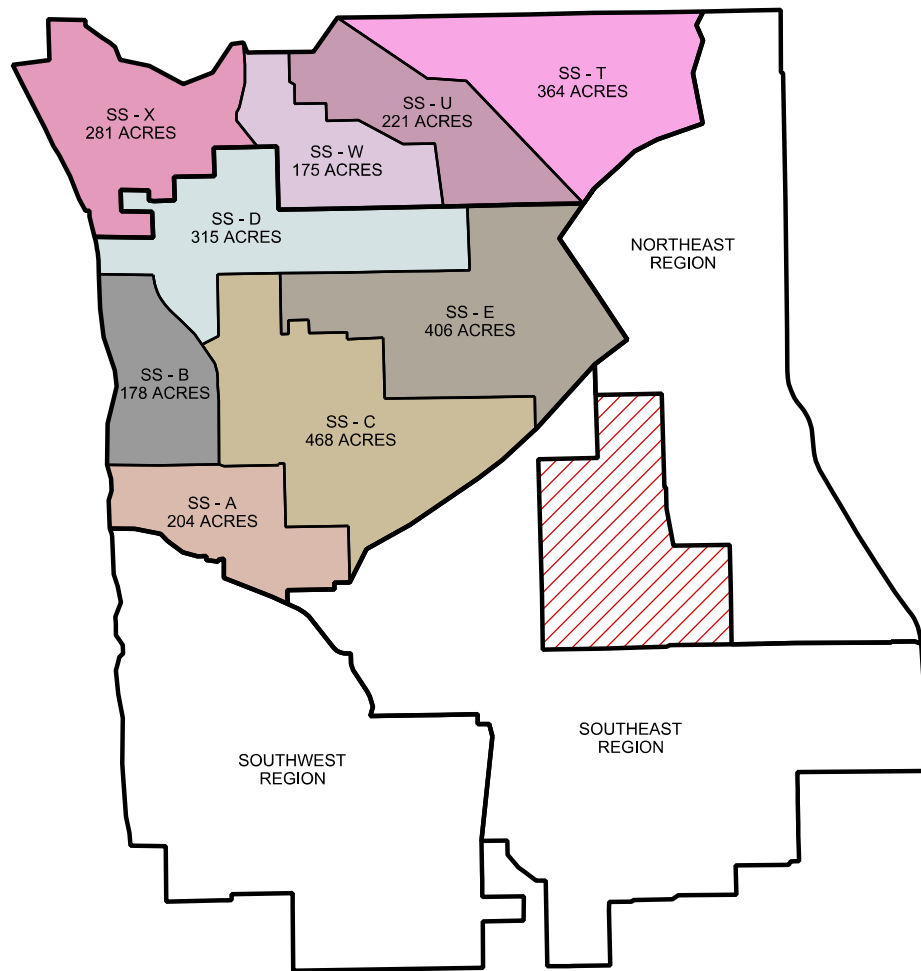 SS - X
281 ACRES
SS - U
221 ACRES
SS - T
364 ACRES
SS - W
175 ACRES
SS - D
315 ACRES
NORTHEAST
REGION
SS - E
406 ACRES
SS - B
178 ACRES
SS - C
468 ACRES
SS - A
204 ACRES
SOUTHWEST
REGION
SOUTHEAST
REGION